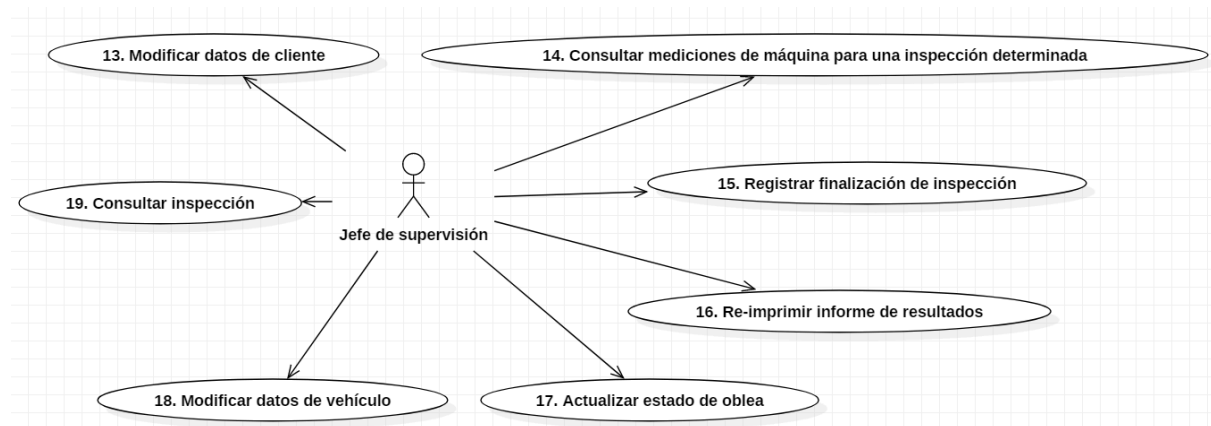 13. Modificar datos de cliente
14. Consultar mediciones de máquina para una inspección determinada
15. Registrar finalización de inspección
19. Consultar inspección
Jefe de supervisión
16. Re-imprimir informe de resultados
18. Modificar datos de vehículo
17. Actualizar estado de oblea